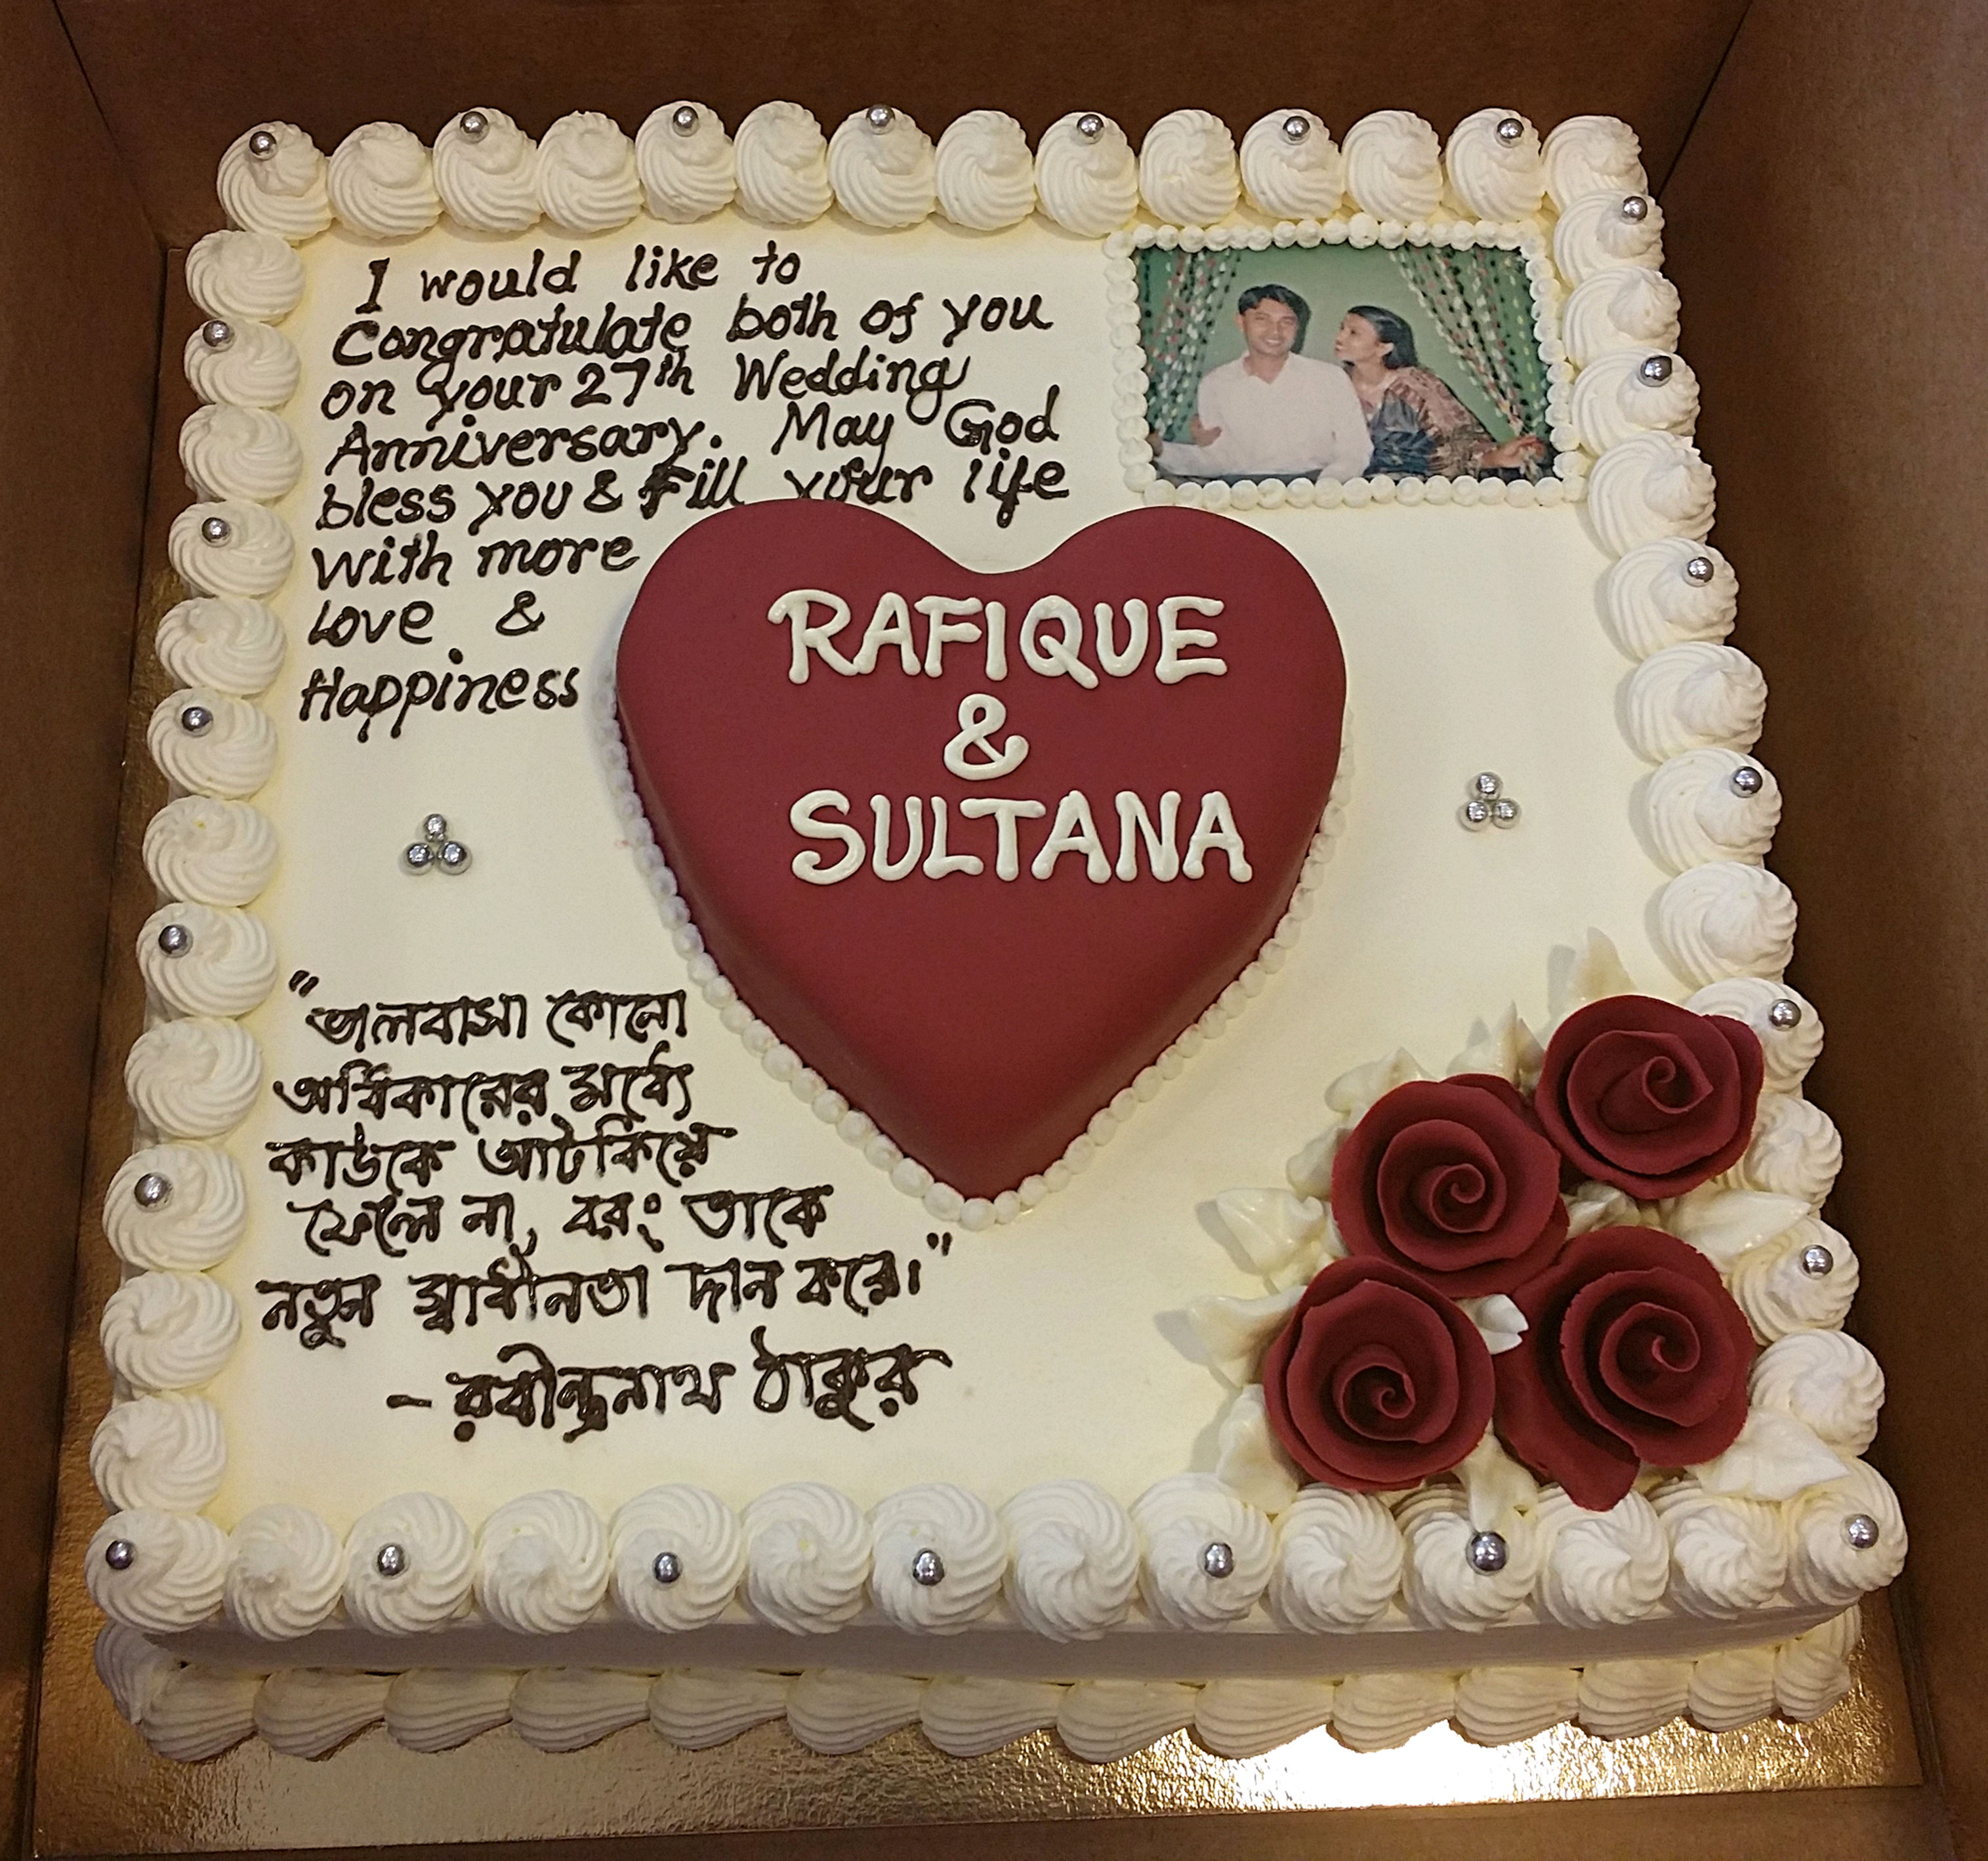 I would like to
Congratulate both of you
on your 27th Wedding
Anniversary. May God
bless you & Fill your life
With more
Love &
Happiness
RAFIQUE
&
SULTANA
"ভালবাসা কোনো
অধিকারের মধ্যে
কাউকে আটকিয়ে
ফেলে না, বরং তাকে
নতুন স্বাধীনতা দান করে।"
- রবীন্দ্রনাথ ঠাকুর